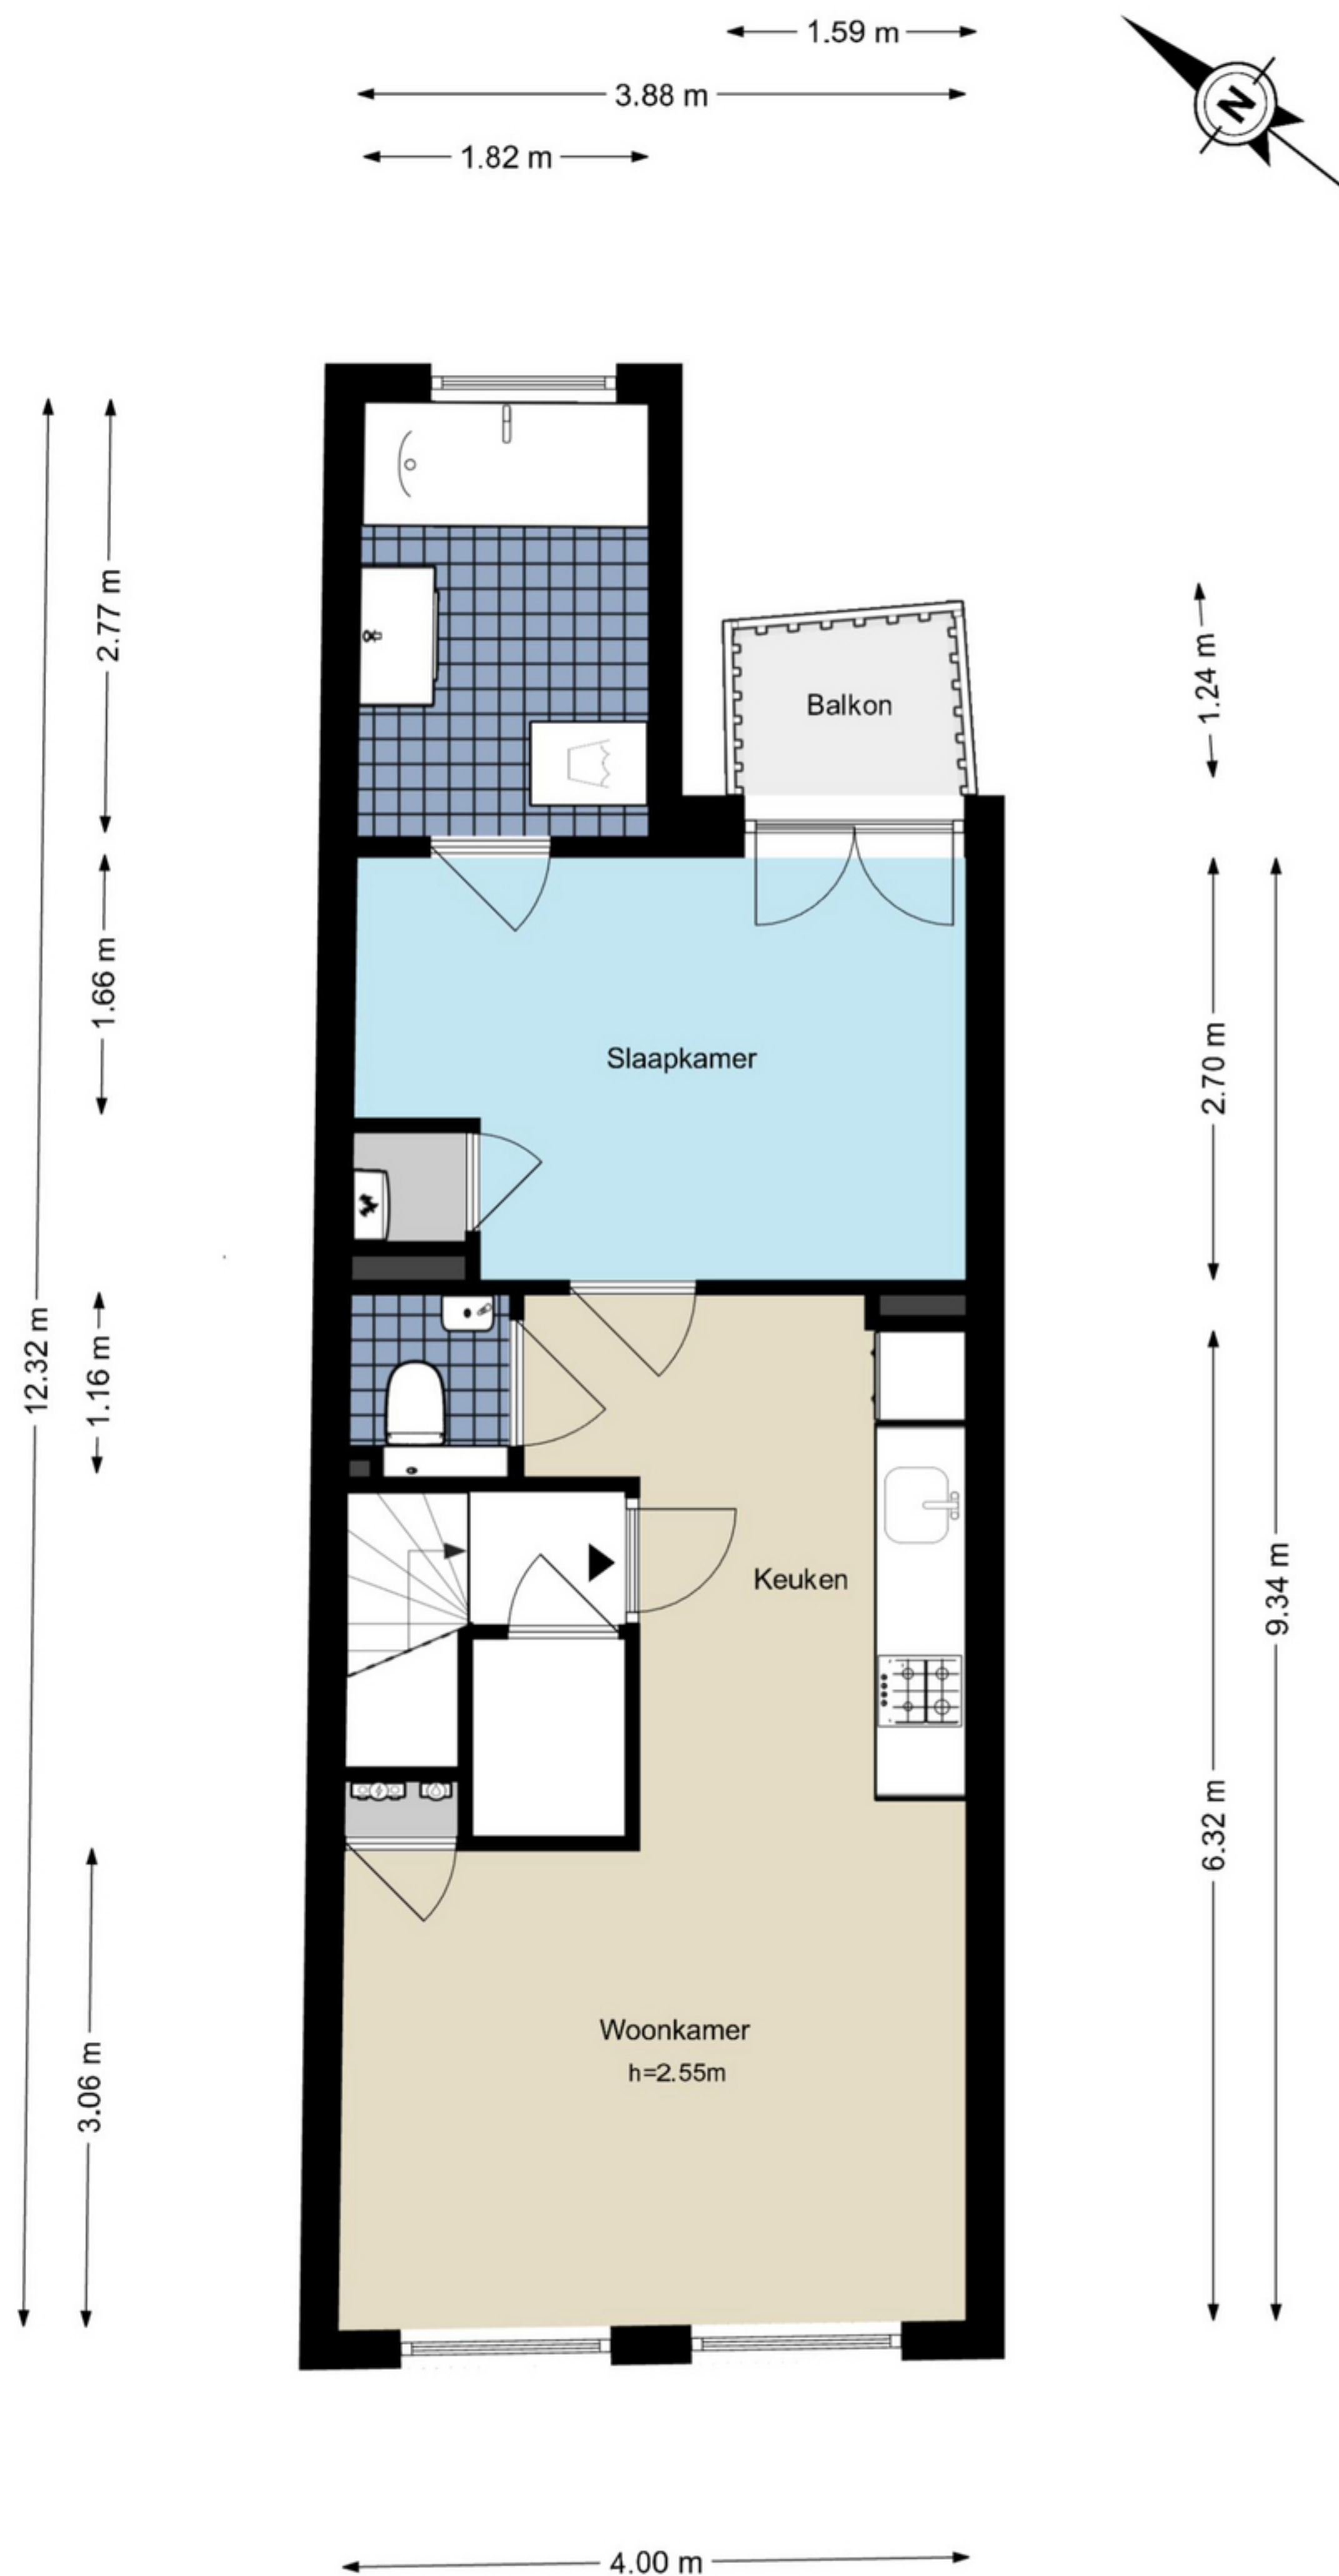 1.59 m
3.88 m
1.82 m
N
2.77 m
1.24 m
Balkon
1.66 m
Slaapkamer
2.70 m
12.32 m
1.16 m
Keuken
9.34 m
6.32 m
Woonkamer
h=2.55m
3.06 m
4.00 m